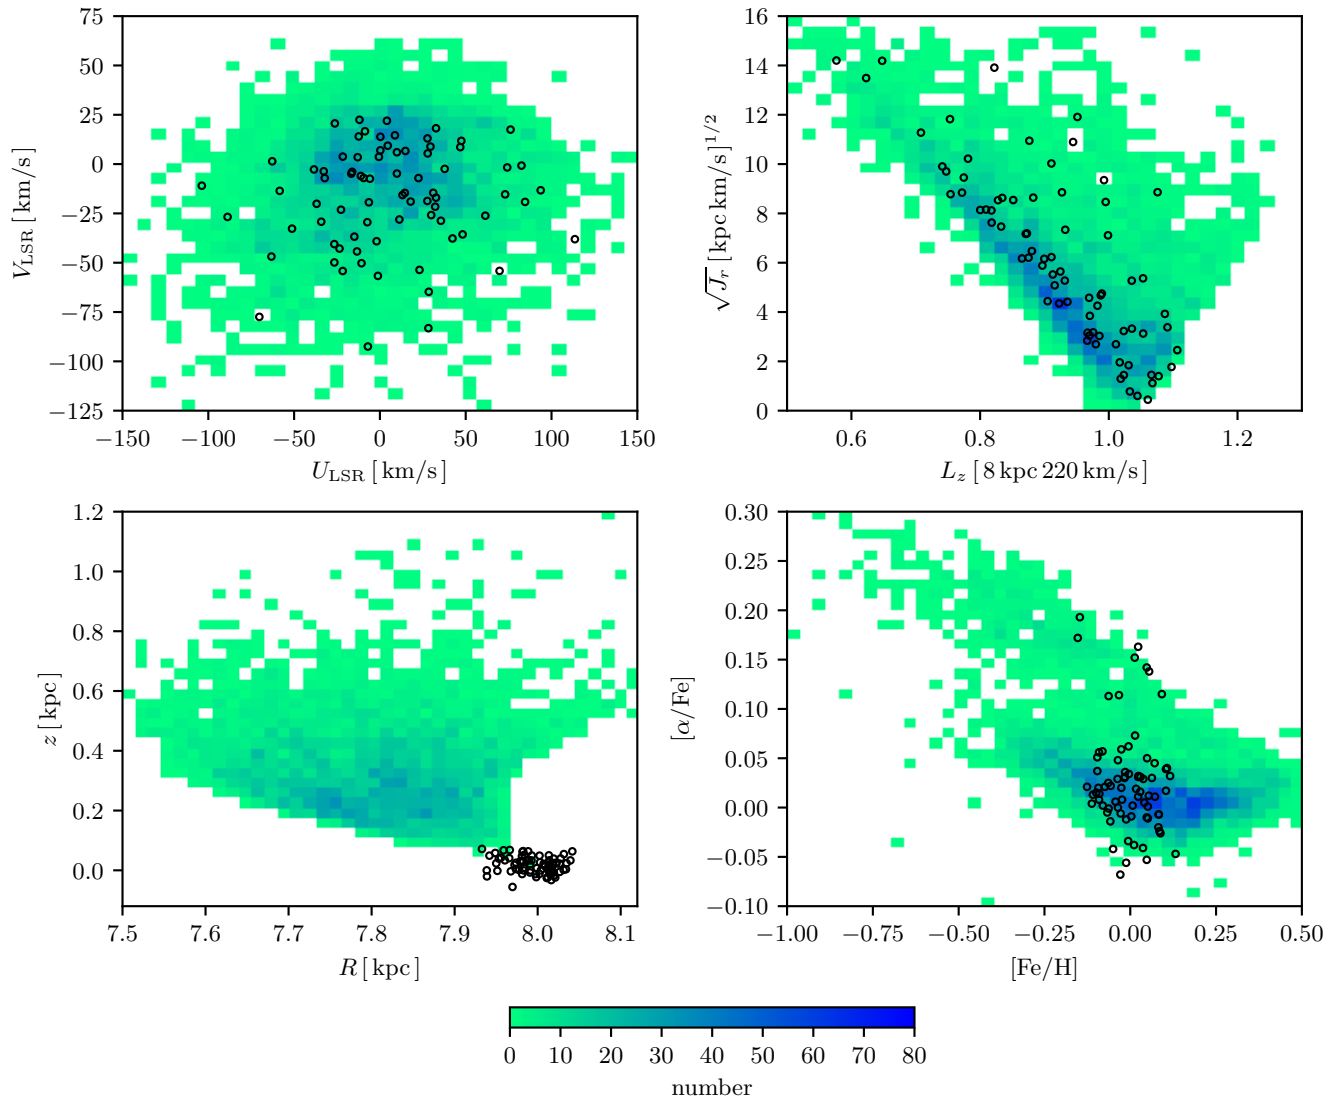 75
50
25
0
−25
−50
−75
−100
−125
V_LSR [km/s]
−150 −100 −50 0 50 100 150
U_LSR [km/s]
16
14
12
10
8
6
4
2
0
√J_r [kpc km/s]^{1/2}
0.6 0.8 1.0 1.2
L_z [8 kpc 220 km/s]
1.2
1.0
0.8
0.6
0.4
0.2
0.0
z [kpc]
7.5 7.6 7.7 7.8 7.9 8.0 8.1
R [kpc]
0.30
0.25
0.20
0.15
0.10
0.05
0.00
−0.05
−0.10
[α/Fe]
−1.00 −0.75 −0.50 −0.25 0.00 0.25 0.50
[Fe/H]
0 10 20 30 40 50 60 70 80
number